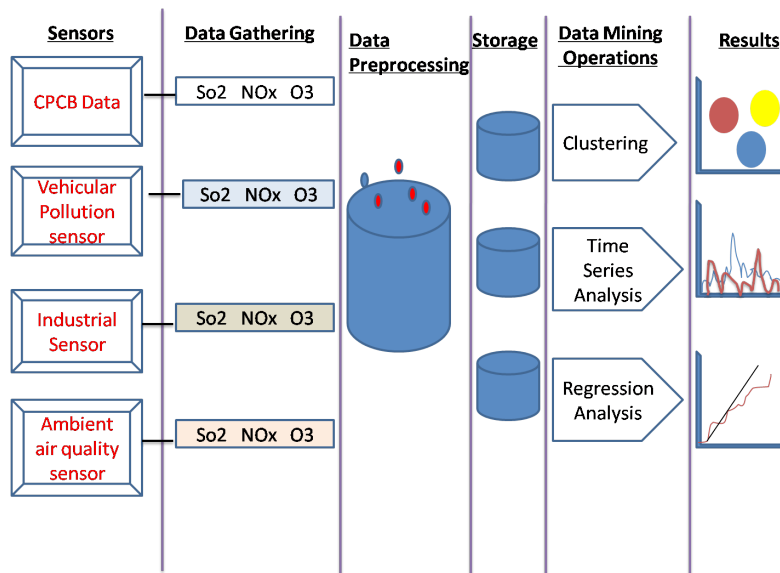 Sensors
Data Gathering
Data
Preprocessing
Storage
Data Mining
Operations
Results
CPCB Data
So2 NOx O3
Clustering
Vehicular
Pollution
sensor
So2 NOx O3
Time
Series
Analysis
Industrial
Sensor
So2 NOx O3
Regression
Analysis
Ambient
air quality
sensor
So2 NOx O3